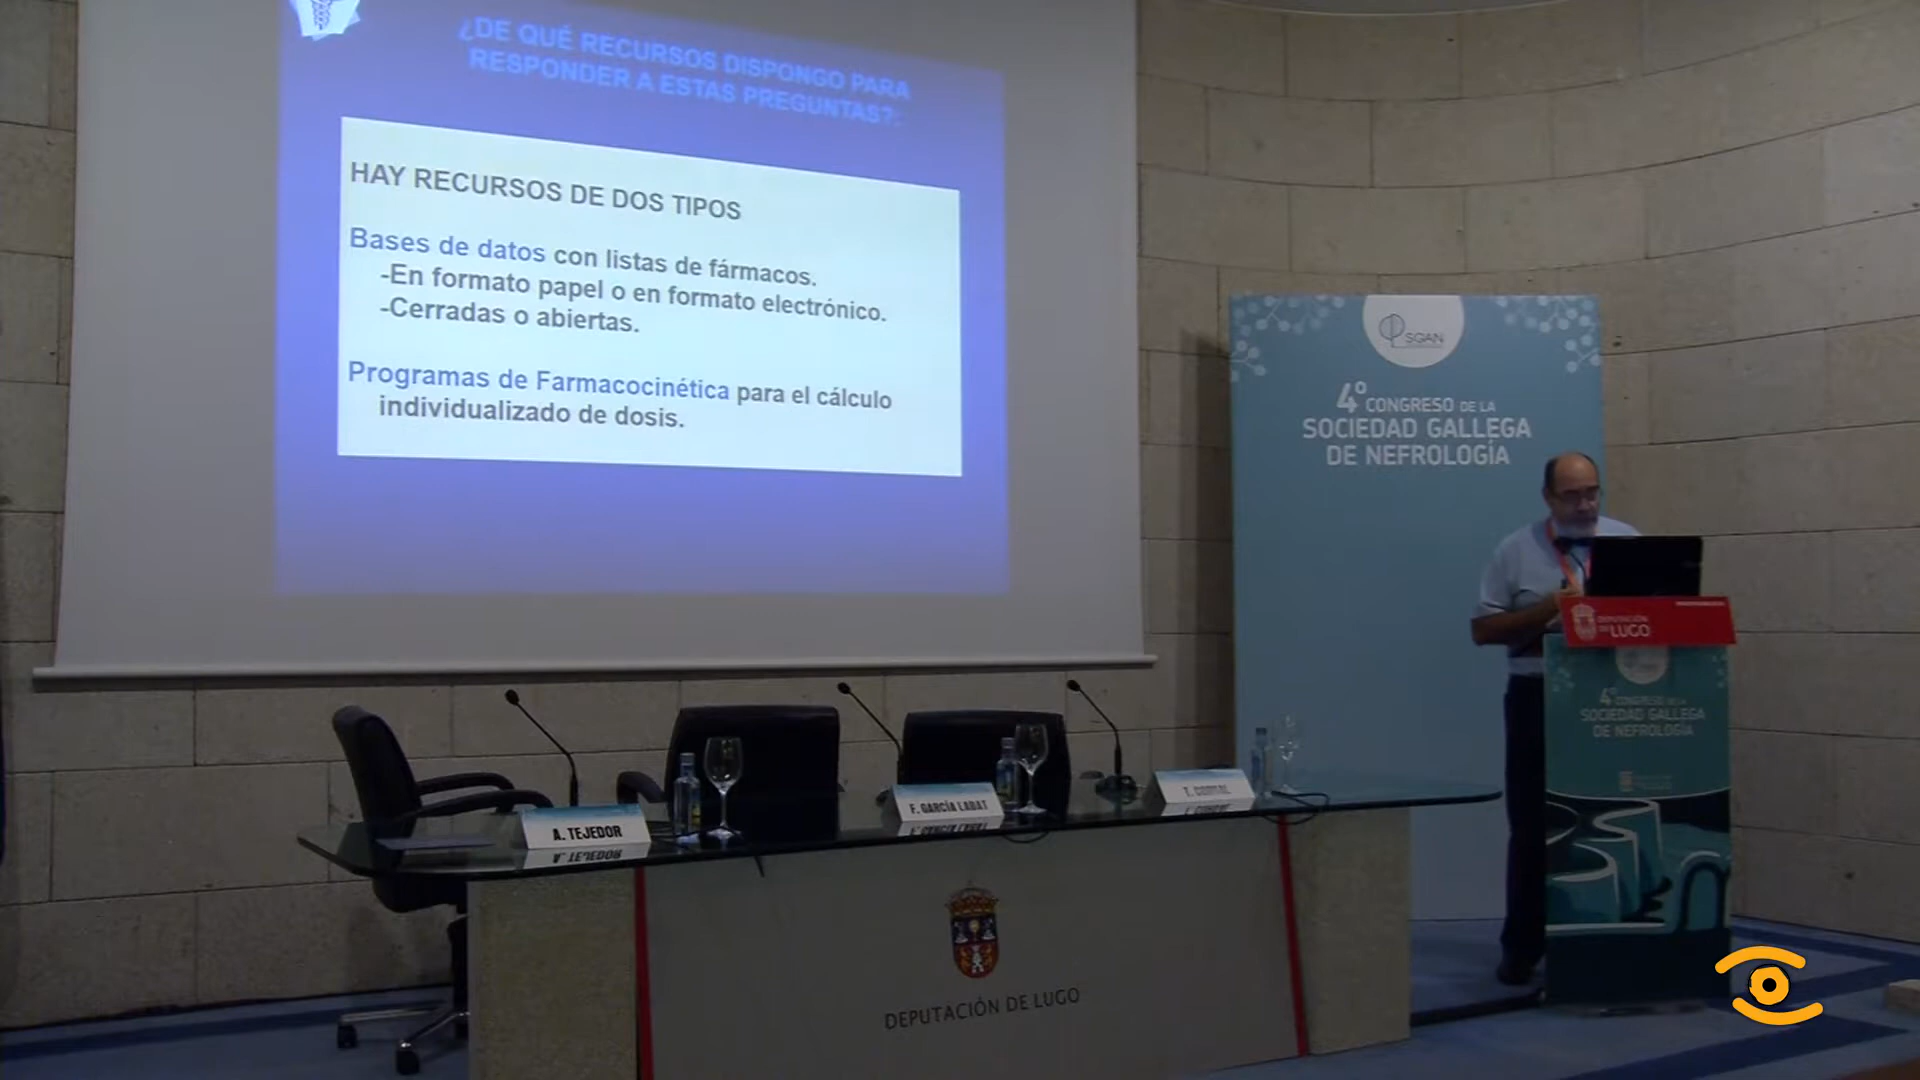 ¿DE QUÉ RECURSOS DISPONGO PARA
RESPONDER A ESTAS PREGUNTAS?:
HAY RECURSOS DE DOS TIPOS
Bases de datos con listas de fármacos.
-En formato papel o en formato electrónico.
-Cerradas o abiertas.
Programas de Farmacocinética para el cálculo
individualizado de dosis.
SGAN
4º CONGRESO DE LA
SOCIEDAD GALLEGA
DE NEFROLOGÍA
DEPUTACIÓN
DE LUGO
4º CONGRESO DE LA
SOCIEDAD GALLEGA
DE NEFROLOGÍA
A. TEJEDOR
F. GARCÍA LABAT
T.
DEPUTACIÓN DE LUGO